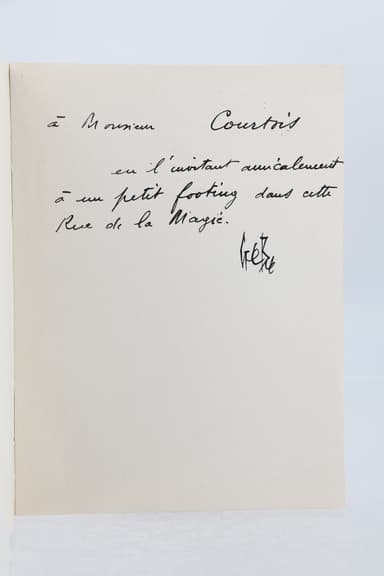 à Monsieur Courtois
en l'invitant amicalement
à un petit footing dans cette
Rue de la Magie.